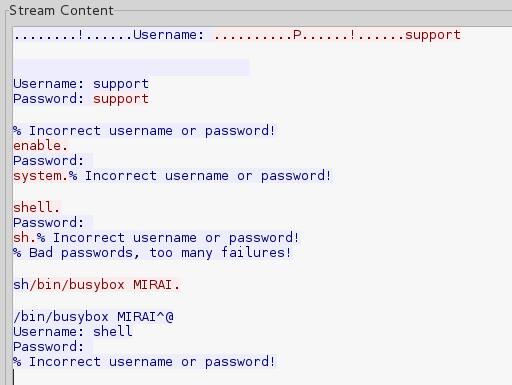 Stream Content
........!......Username: ..........P......!......support
Username: support
Password: support
% Incorrect username or password!
enable.
Password:
system.% Incorrect username or password!
shell.
Password:
sh.% Incorrect username or password!
% Bad passwords, too many failures!
sh/bin/busybox MIRAI.
/bin/busybox MIRAI^@
Username: shell
Password:
% Incorrect username or password!